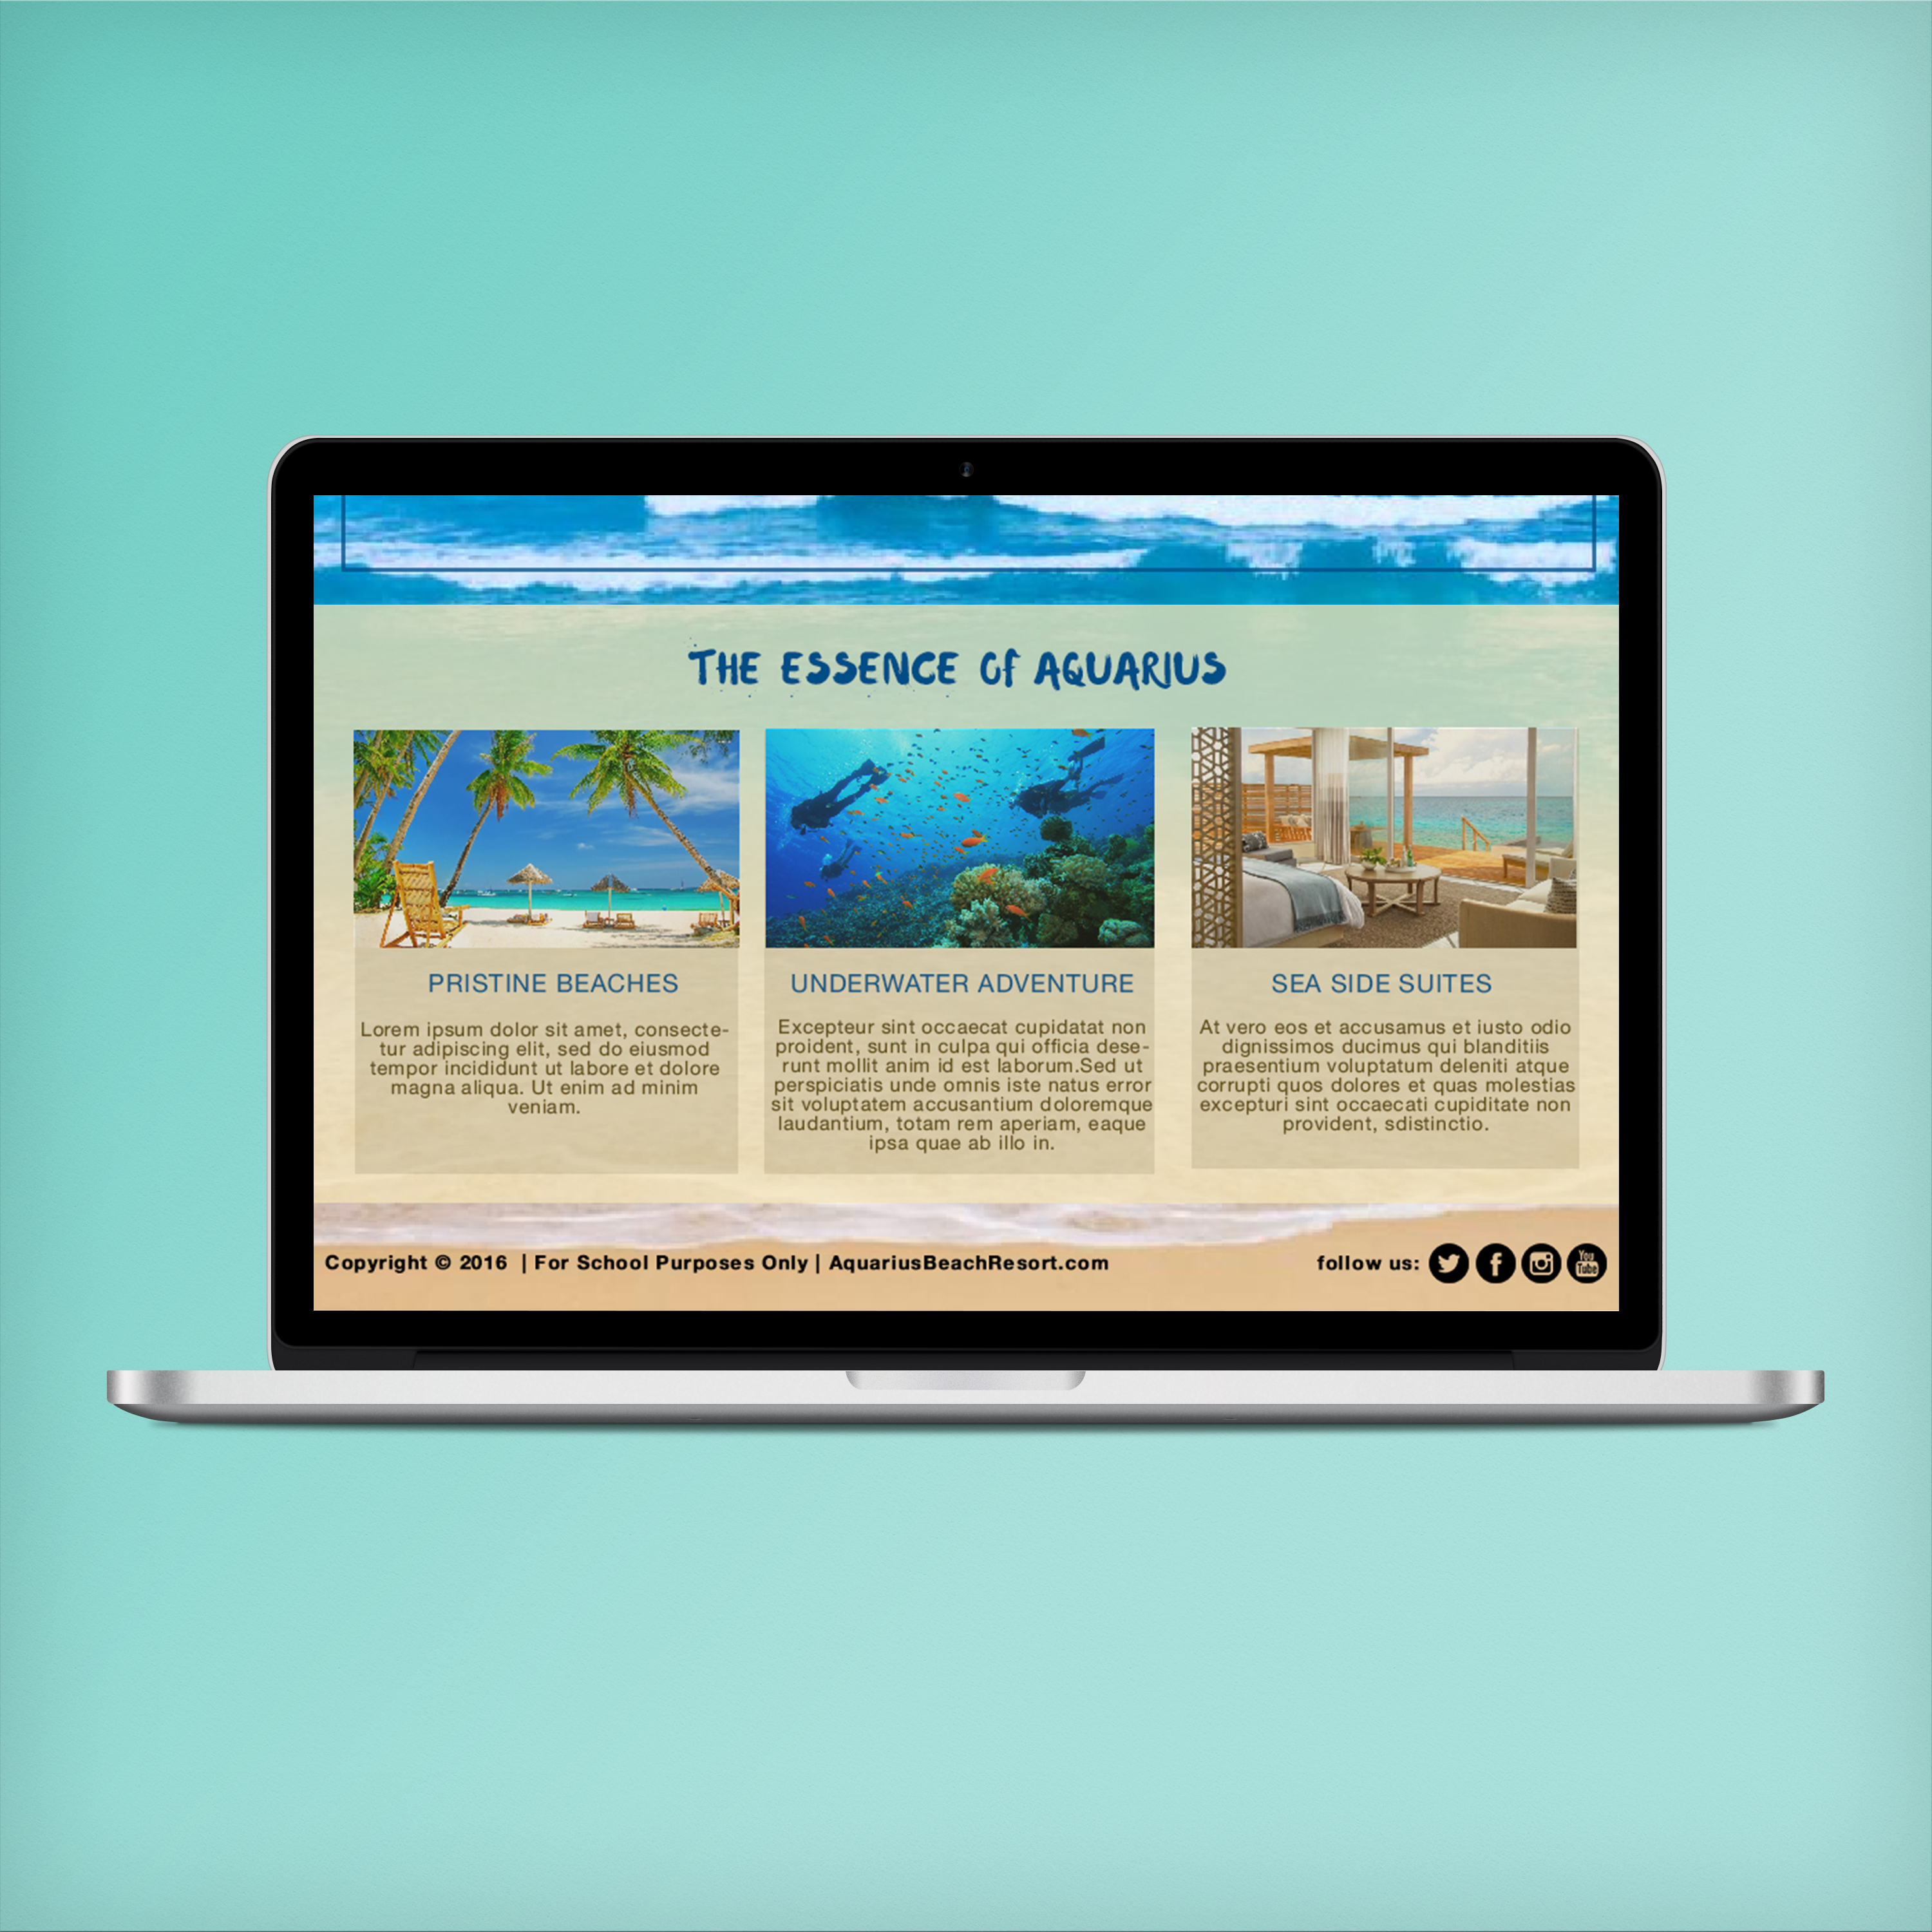 THE ESSENCE Of AQUARIUS
PRISTINE BEACHES
Lorem ipsum dolor sit amet, consecte-
tur adipiscing elit, sed do eiusmod
tempor incididunt ut labore et dolore
magna aliqua. Ut enim ad minim
veniam.
UNDERWATER ADVENTURE
Excepteur sint occaecat cupidatat non
proident, sunt in culpa qui officia dese-
runt mollit anim id est laborum.Sed ut
perspiciatis unde omnis iste natus error
sit voluptatem accusantium doloremque
laudantium, totam rem aperiam, eaque
ipsa quae ab illo in.
SEA SIDE SUITES
At vero eos et accusamus et iusto odio
dignissimos ducimus qui blanditiis
praesentium voluptatum deleniti atque
corrupti quos dolores et quas molestias
excepturi sint occaecati cupiditate non
provident, sdistinctio.
Copyright © 2016 | For School Purposes Only | AquariusBeachResort.com
follow us:
You
Tube